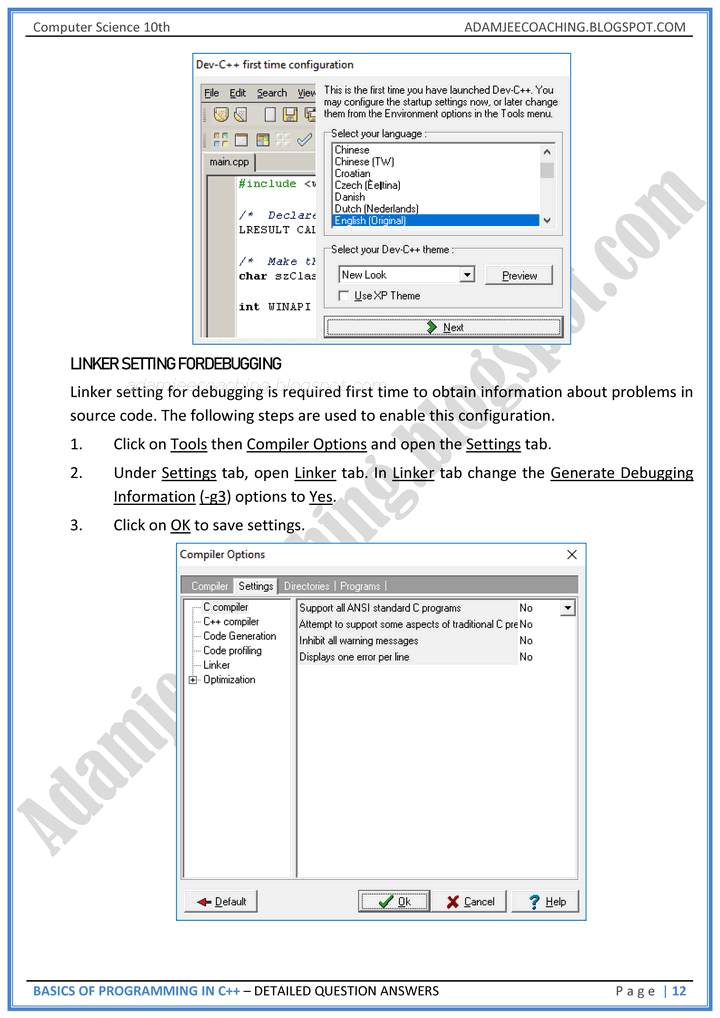 Computer Science 10th ADAMJEECOACHING.BLOGSPOT.COM
Dev-C++ first time configuration
File Edit Search View
main.cpp
#include <w
/* Declare
LRESULT CAL
/* Make th
char szClas
int WINAPI
This is the first time you have launched Dev-C++. You
may configure the startup settings now, or later change
them from the Environment options in the Tools menu.
Select your language :
Chinese
Chinese (TW)
Croatian
Czech (Èeština)
Danish
Dutch (Nederlands)
English (Original)
Select your Dev-C++ theme :
New Look
Preview
Use XP Theme
Next
LINKER SETTING FORDEBUGGING
adamjeecoaching.blogspot.com
Linker setting for debugging is required first time to obtain information about problems in
source code. The following steps are used to enable this configuration.
1. Click on Tools then Compiler Options and open the Settings tab.
2. Under Settings tab, open Linker tab. In Linker tab change the Generate Debugging
Information (-g3) options to Yes.
3. Click on OK to save settings.
Compiler Options
Compiler Settings Directories Programs
C compiler
C++ compiler
Code Generation
Code profiling
Linker
Optimization
Support all ANSI standard C programs No
Attempt to support some aspects of traditional C pre No
Inhibit all warning messages No
Displays one error per line No
Default Ok Cancel Help
Adamjeecoaching.blogspot.com
BASICS OF PROGRAMMING IN C++ – DETAILED QUESTION ANSWERS Page | 12